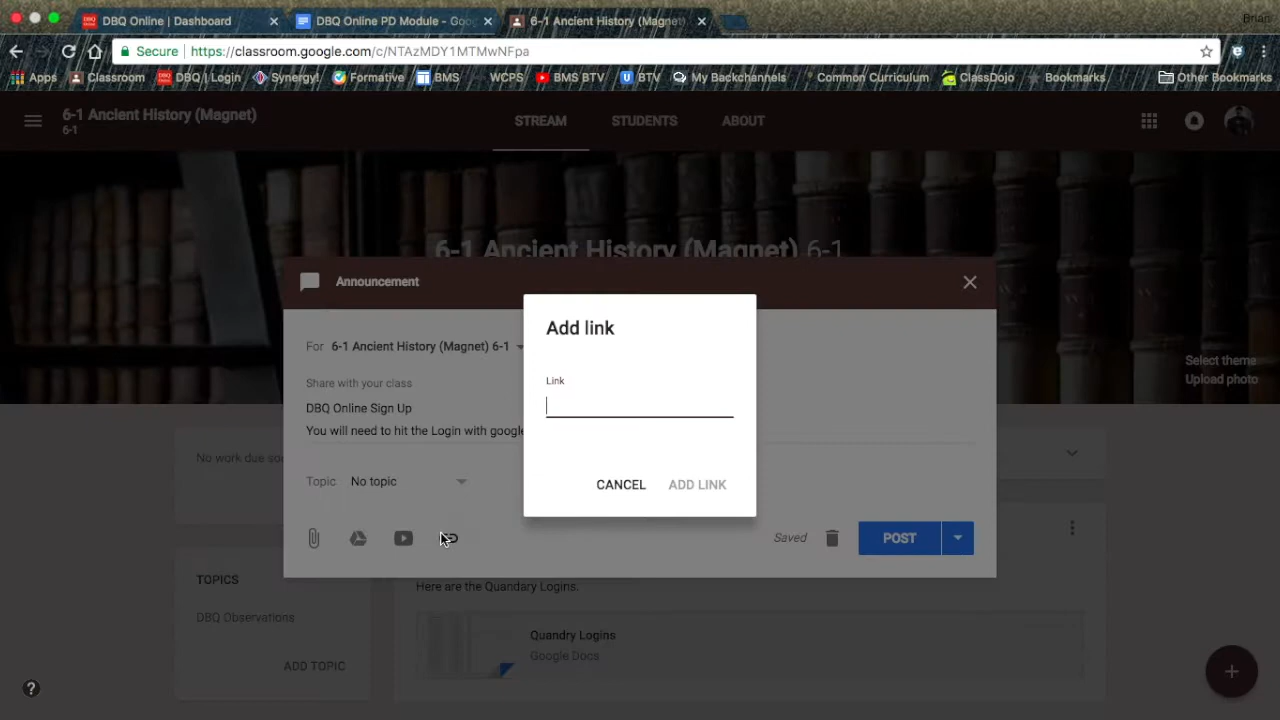 DBQ Online | Dashboard
DBQ Online PD Module - Goo
6-1 Ancient History (Magnet)
Brian
Secure https://classroom.google.com/c/NTAzMDY1MTMwNFpa
Apps Classroom DBQ | Login Synergy! Formative BMS WCPS BMS BTV BTV My Backchannels Common Curriculum ClassDojo Bookmarks Other Bookmarks
6-1 Ancient History (Magnet)
6-1
STREAM STUDENTS ABOUT
6-1 Ancient History (Magnet) 6-1
Select theme
Upload photo
Announcement
For 6-1 Ancient History (Magnet) 6-1
Share with your class
DBQ Online Sign Up
You will need to hit the Login with google
Topic No topic
Saved POST
Add link
Link
CANCEL ADD LINK
No work due soo
TOPICS
DBQ Observations
ADD TOPIC
Here are the Quandary Logins.
Quandry Logins
Google Docs